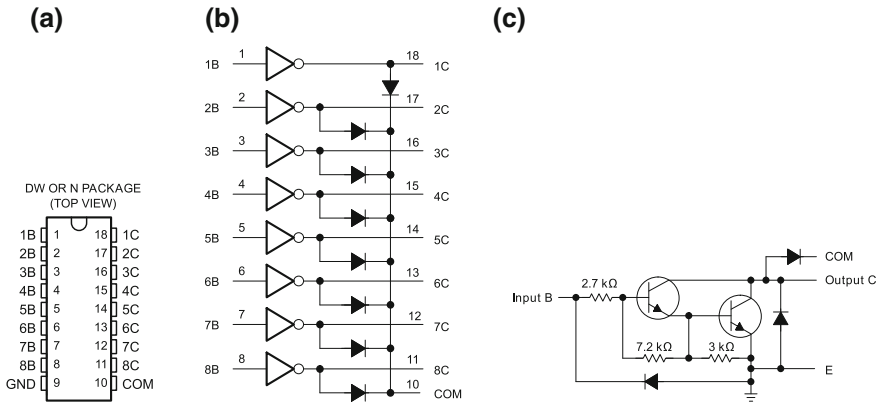 (a)
DW OR N PACKAGE
(TOP VIEW)
1B 1 18 1C
2B 2 17 2C
3B 3 16 3C
4B 4 15 4C
5B 5 14 5C
6B 6 13 6C
7B 7 12 7C
8B 8 11 8C
GND 9 10 COM
(b)
1B 1 18 1C
2B 2 17 2C
3B 3 16 3C
4B 4 15 4C
5B 5 14 5C
6B 6 13 6C
7B 7 12 7C
8B 8 11 8C
10 COM
(c)
COM
Output C
2.7 kΩ
Input B
7.2 kΩ 3 kΩ
E